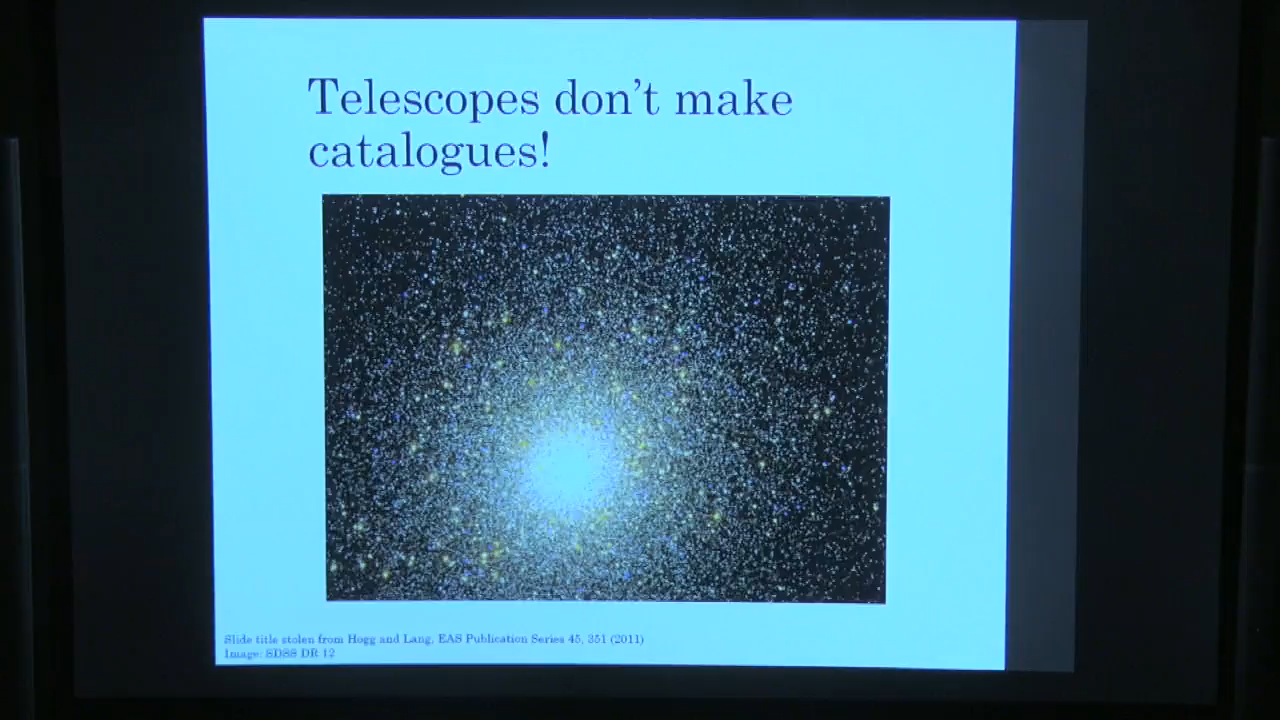 Telescopes don't make
catalogues!
Slide title stolen from Hogg and Lang, EAS Publication Series 45, 351 (2011)
Image: SDSS DR 12